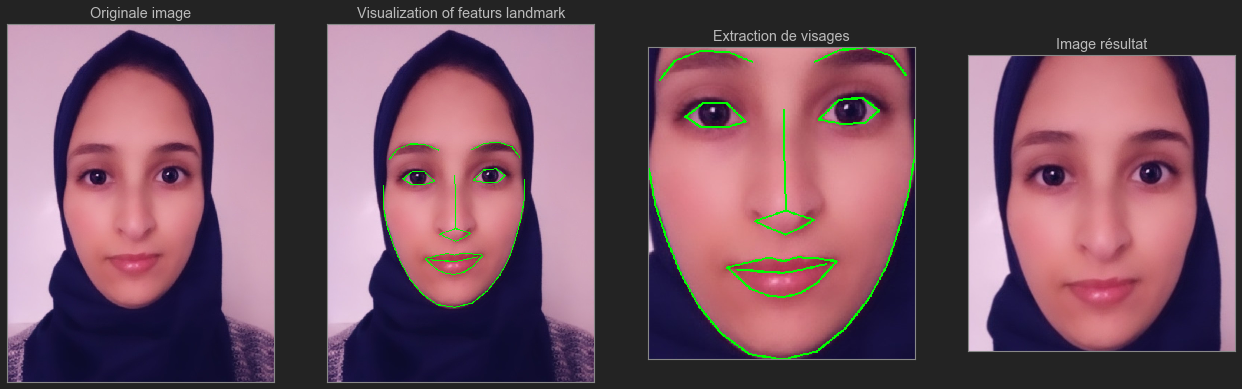 Originale image
Visualization of featurs landmark
Extraction de visages
Image résultat